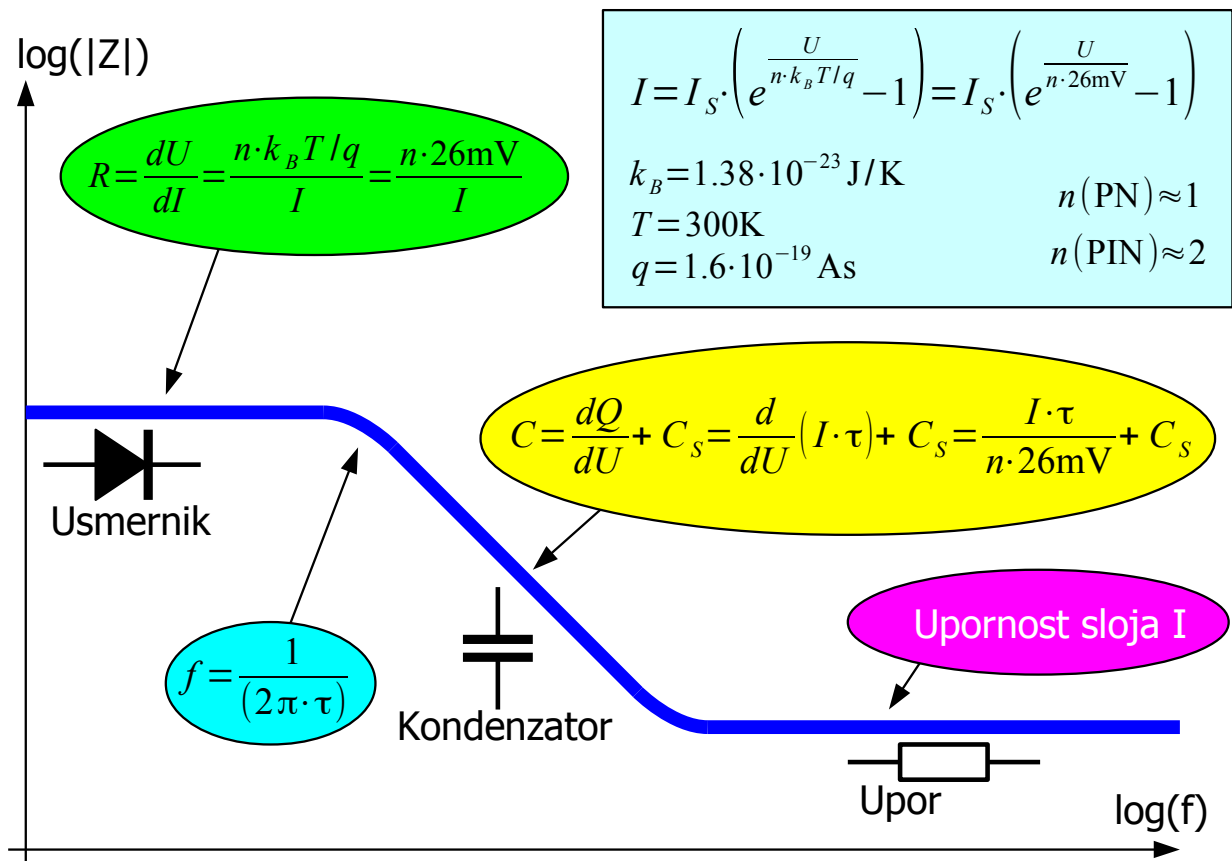 log(|Z|)
I = I_S·(e^{U/(n·k_B T/q)} − 1) = I_S·(e^{U/(n·26mV)} − 1)
k_B = 1.38·10^{−23} J/K
T = 300K
q = 1.6·10^{−19} As
n(PN) ≈ 1
n(PIN) ≈ 2
R = dU/dI = (n·k_B T/q)/I = (n·26mV)/I
C = dQ/dU + C_S = d/dU (I·τ) + C_S = (I·τ)/(n·26mV) + C_S
Usmernik
Upornost sloja I
f = 1/(2π·τ)
Kondenzator
Upor
log(f)